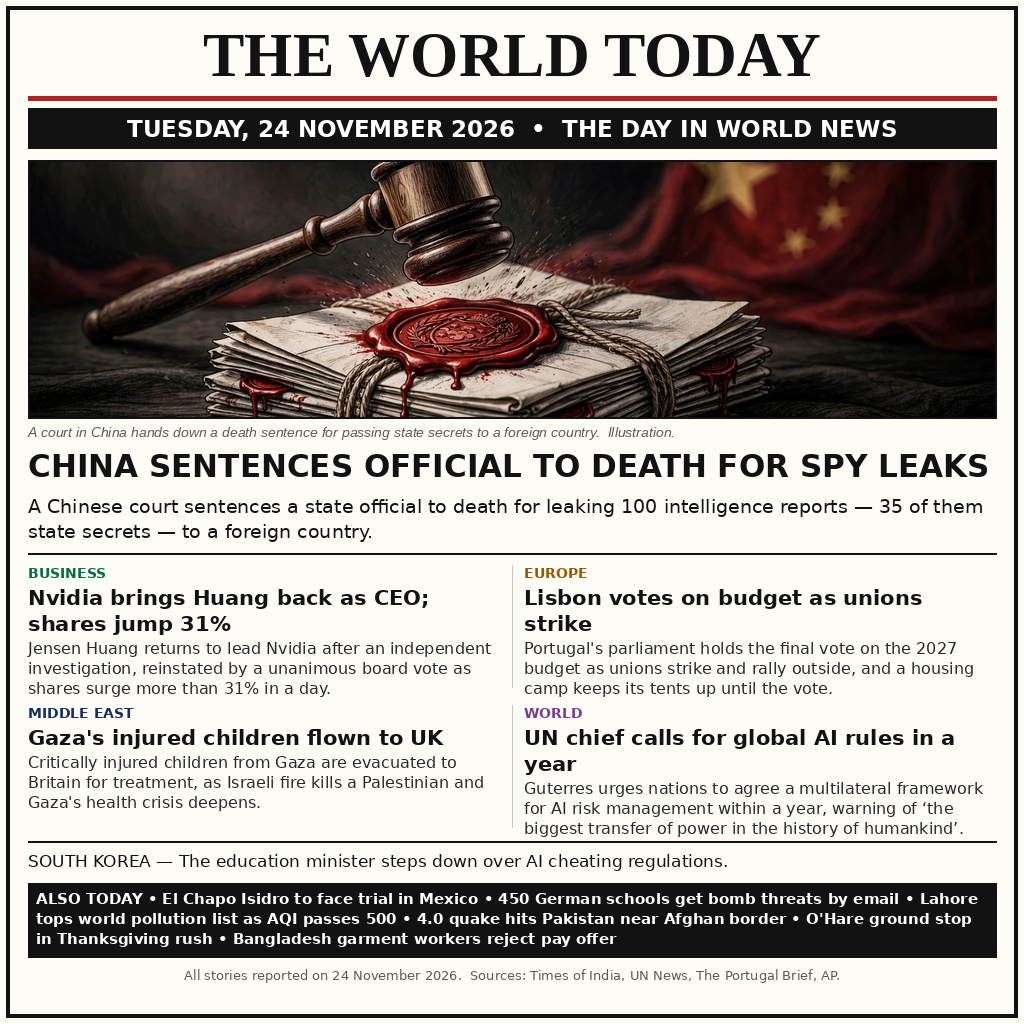 THE WORLD TODAY
TUESDAY, 24 NOVEMBER 2026 • THE DAY IN WORLD NEWS
A court in China hands down a death sentence for passing state secrets to a foreign country. Illustration.
CHINA SENTENCES OFFICIAL TO DEATH FOR SPY LEAKS
A Chinese court sentences a state official to death for leaking 100 intelligence reports — 35 of them
state secrets — to a foreign country.
BUSINESS
Nvidia brings Huang back as CEO;
shares jump 31%
Jensen Huang returns to lead Nvidia after an independent
investigation, reinstated by a unanimous board vote as
shares surge more than 31% in a day.
EUROPE
Lisbon votes on budget as unions
strike
Portugal's parliament holds the final vote on the 2027
budget as unions strike and rally outside, and a housing
camp keeps its tents up until the vote.
MIDDLE EAST
Gaza's injured children flown to UK
Critically injured children from Gaza are evacuated to
Britain for treatment, as Israeli fire kills a Palestinian and
Gaza's health crisis deepens.
WORLD
UN chief calls for global AI rules in a
year
Guterres urges nations to agree a multilateral framework
for AI risk management within a year, warning of ‘the
biggest transfer of power in the history of humankind’.
SOUTH KOREA — The education minister steps down over AI cheating regulations.
ALSO TODAY • El Chapo Isidro to face trial in Mexico • 450 German schools get bomb threats by email • Lahore
tops world pollution list as AQI passes 500 • 4.0 quake hits Pakistan near Afghan border • O'Hare ground stop
in Thanksgiving rush • Bangladesh garment workers reject pay offer
All stories reported on 24 November 2026. Sources: Times of India, UN News, The Portugal Brief, AP.